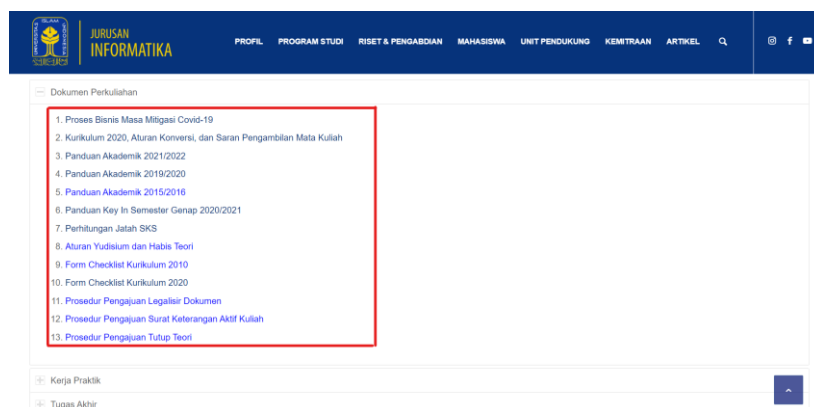 JURUSAN
INFORMATIKA
PROFIL PROGRAM STUDI RISET & PENGABDIAN MAHASISWA UNIT PENDUKUNG KEMITRAAN ARTIKEL
Dokumen Perkuliahan
1. Proses Bisnis Masa Mitigasi Covid-19
2. Kurikulum 2020, Aturan Konversi, dan Saran Pengambilan Mata Kuliah
3. Panduan Akademik 2021/2022
4. Panduan Akademik 2019/2020
5. Panduan Akademik 2015/2016
6. Panduan Key In Semester Genap 2020/2021
7. Perhitungan Jatah SKS
8. Aturan Yudisium dan Habis Teori
9. Form Checklist Kurikulum 2010
10. Form Checklist Kurikulum 2020
11. Prosedur Pengajuan Legalisir Dokumen
12. Prosedur Pengajuan Surat Keterangan Aktif Kuliah
13. Prosedur Pengajuan Tutup Teori
Kerja Praktik
Tugas Akhir